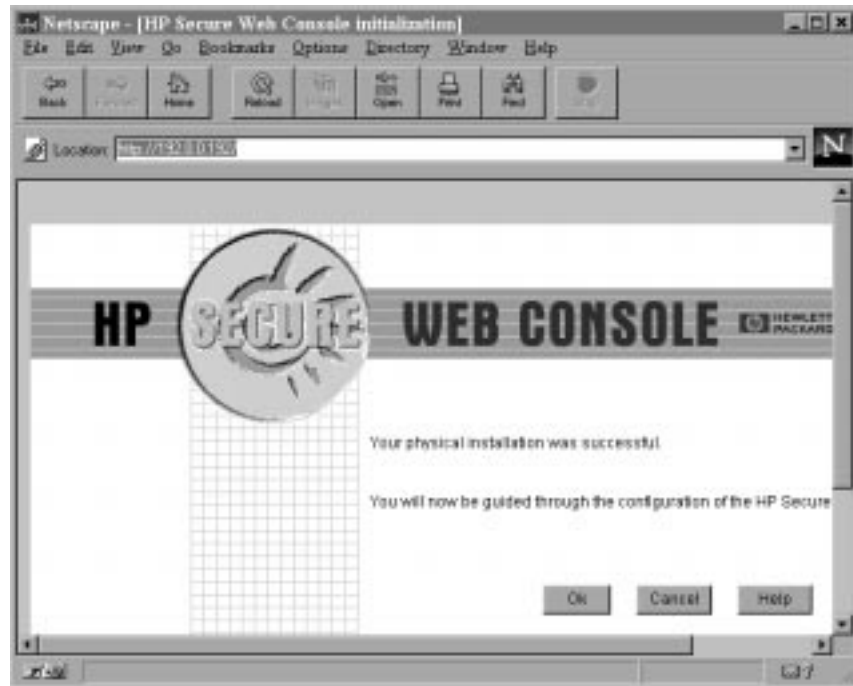 Netscape - [HP Secure Web Console initialization]
File Edit View Go Bookmarks Options Directory Window Help
Back Home Reload Open Print Find
Location:
N
HP SECURE WEB CONSOLE
HEWLETT
PACKARD
Your physical installation was successful.
You will now be guided through the configuration of the HP Secure
Ok Cancel Help